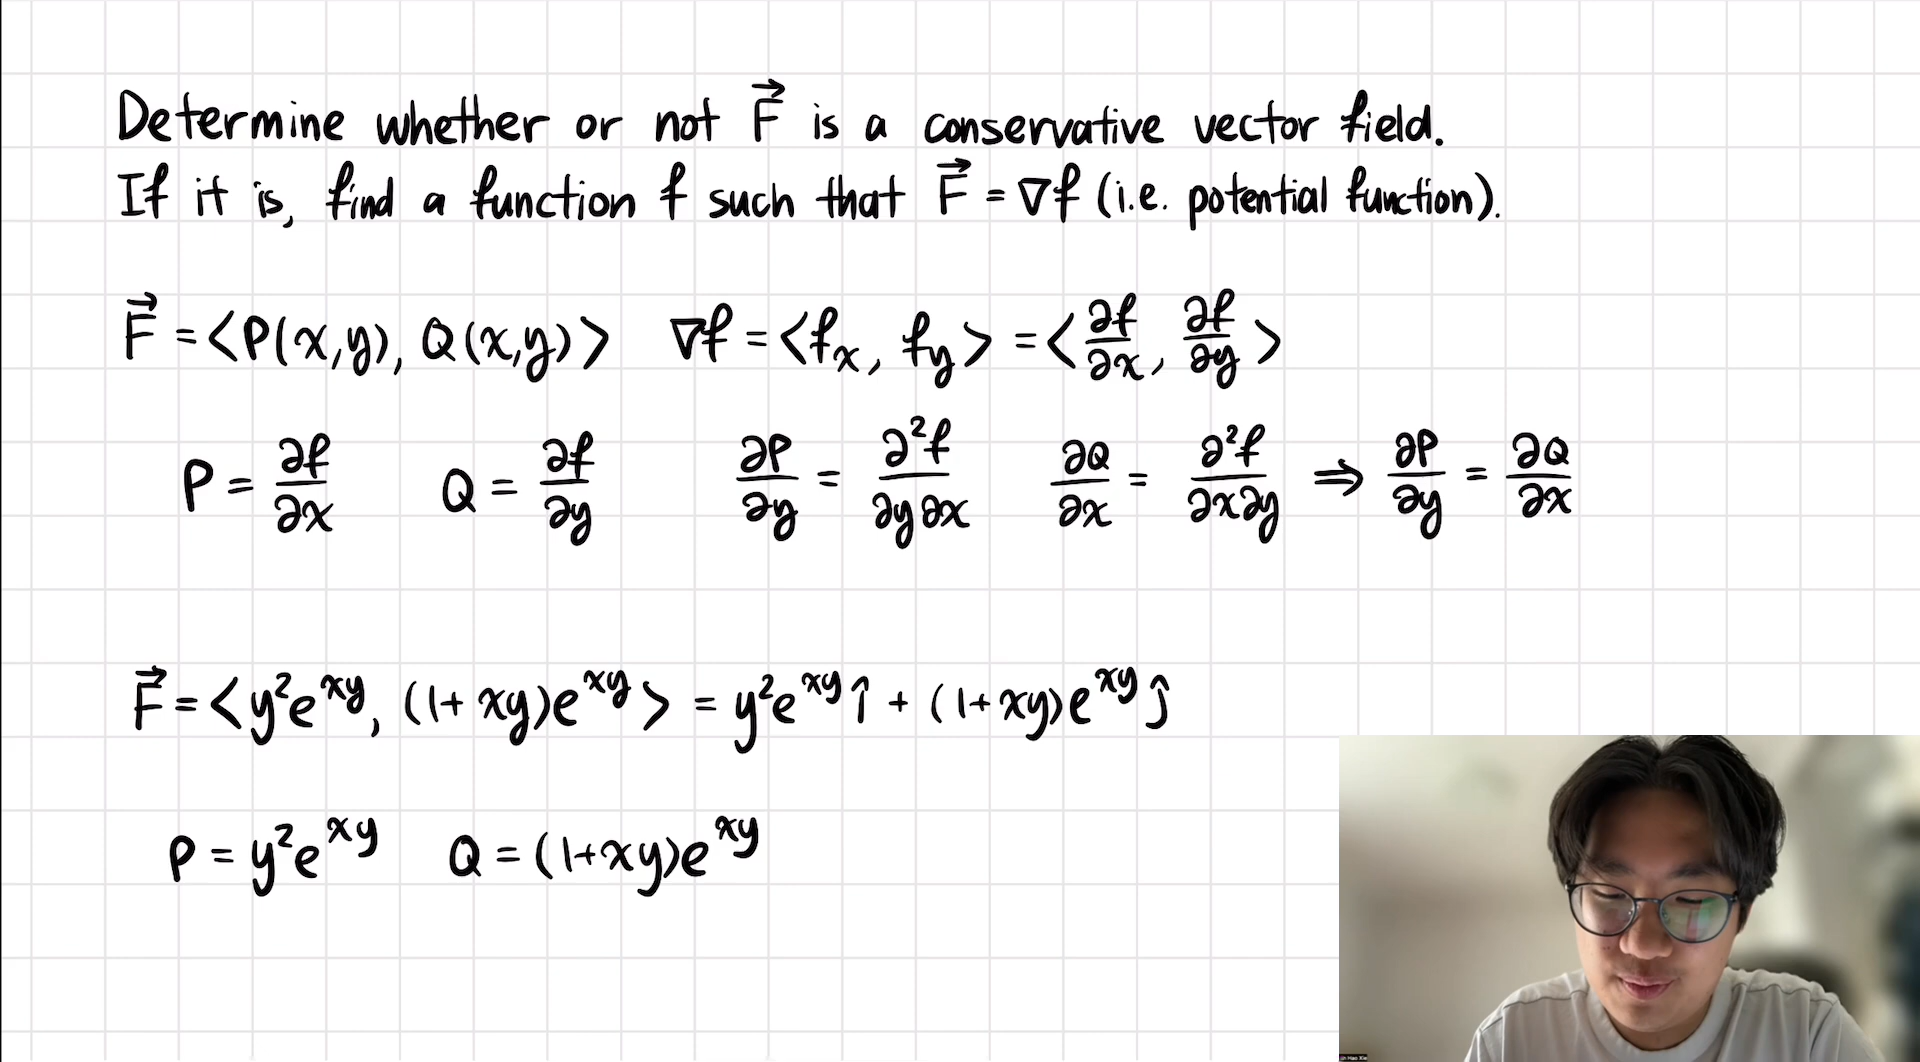 Determine whether or not F⃗ is a conservative vector field.
If it is, find a function f such that F⃗ = ∇f (i.e. potential function).
F⃗ = <P(x,y), Q(x,y)> ∇f = <fₓ, f_y> = <∂f/∂x, ∂f/∂y>
P = ∂f/∂x Q = ∂f/∂y ∂P/∂y = ∂²f/∂y∂x ∂Q/∂x = ∂²f/∂x∂y ⇒ ∂P/∂y = ∂Q/∂x
F⃗ = <y²e^xy, (1+xy)e^xy> = y²e^xy î + (1+xy)e^xy ĵ
P = y²e^xy Q = (1+xy)e^xy